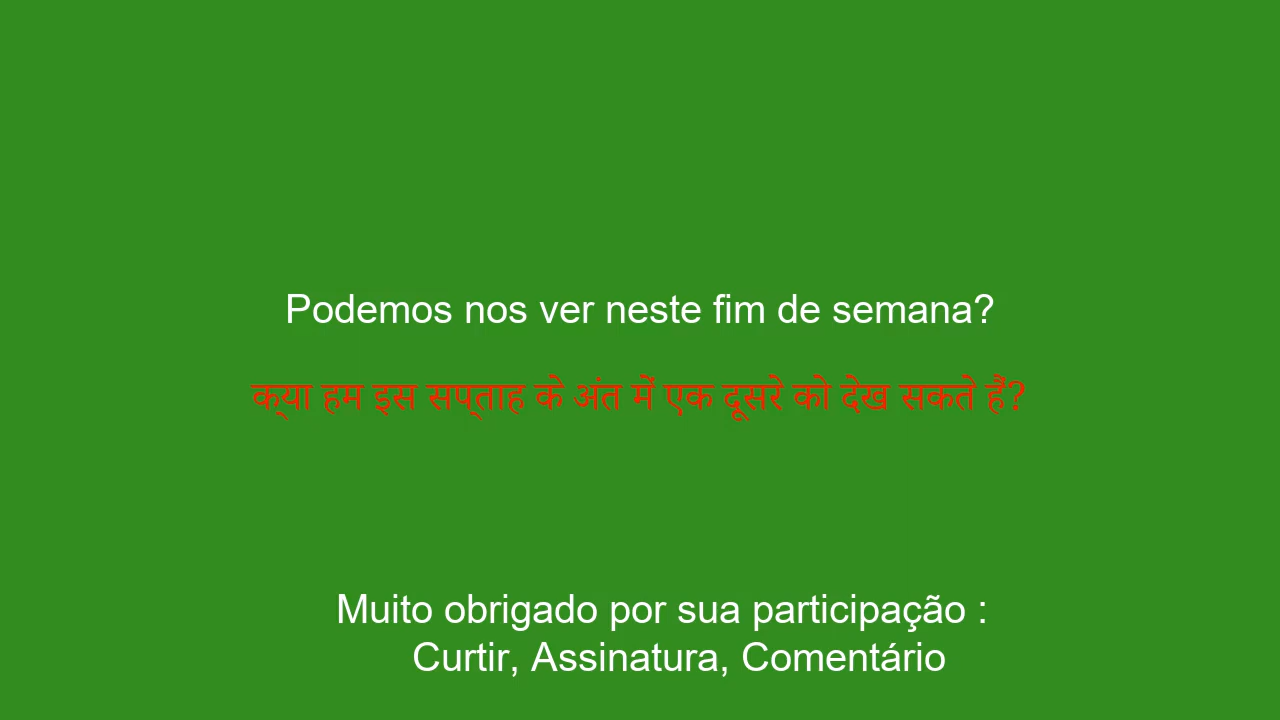 Podemos nos ver neste fim de semana?
क्या हम इस सप्ताह के अंत में एक दूसरे को देख सकते हैं?
Muito obrigado por sua participação :
Curtir, Assinatura, Comentário